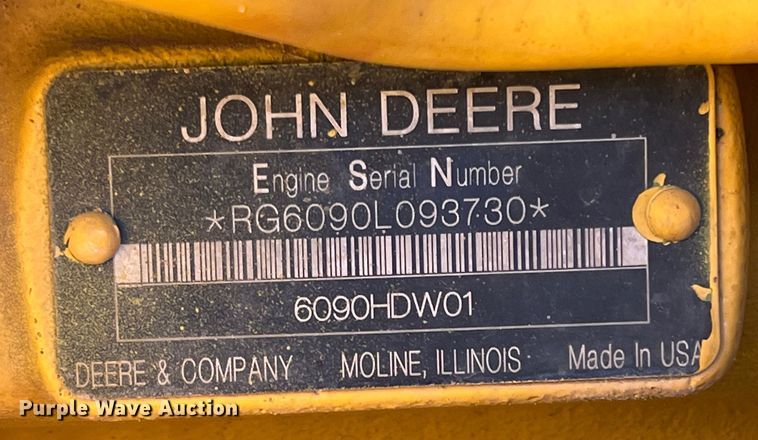 JOHN DEERE
Engine Serial Number
*RG6090L093730*
6090HDW01
DEERE & COMPANY MOLINE, ILLINOIS Made In USA
Purple Wave Auction